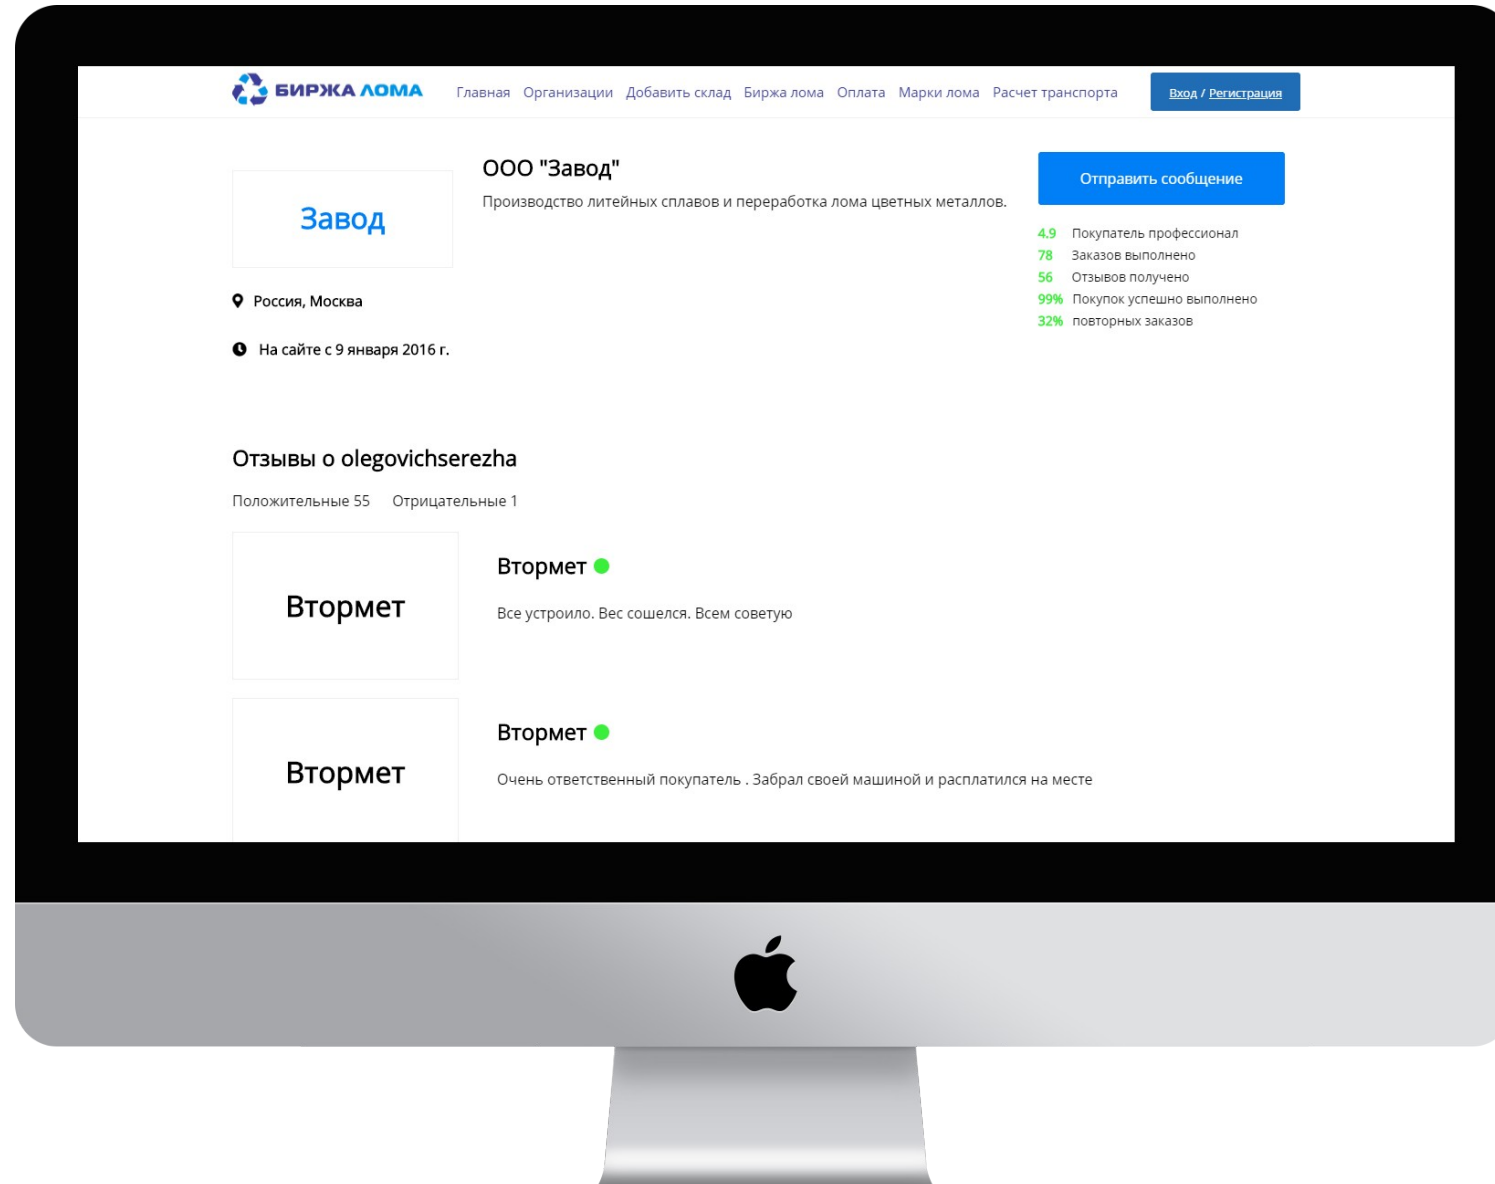 БИРЖА ЛОМА
Главная Организации Добавить склад Биржа лома Оплата Марки лома Расчет транспорта
Вход / Регистрация
Завод
Россия, Москва
На сайте с 9 января 2016 г.
ООО "Завод"
Производство литейных сплавов и переработка лома цветных металлов.
Отправить сообщение
4.9 Покупатель профессионал
78 Заказов выполнено
56 Отзывов получено
99% Покупок успешно выполнено
32% повторных заказов
Отзывы о olegovichserezha
Положительные 55 Отрицательные 1
Втормет
Втормет
Все устроило. Вес сошелся. Всем советую
Втормет
Втормет
Очень ответственный покупатель . Забрал своей машиной и расплатился на месте